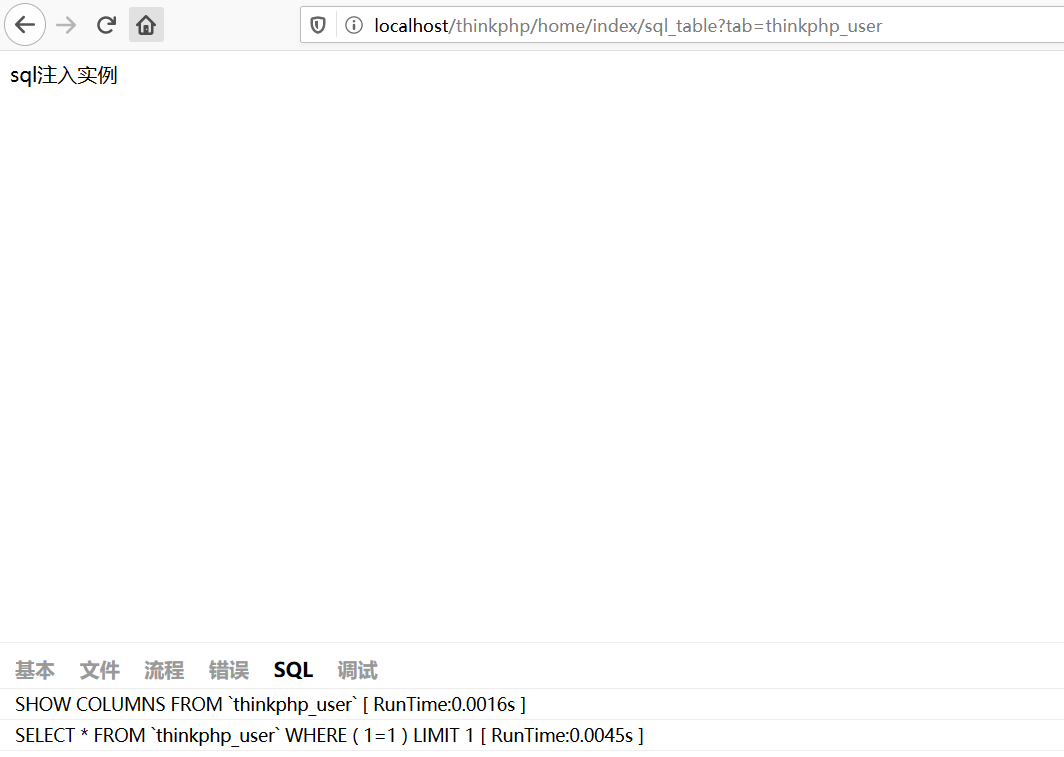 localhost/thinkphp/home/index/sql_table?tab=thinkphp_user
sql注入实例
基本 文件 流程 错误 SQL 调试
SHOW COLUMNS FROM `thinkphp_user` [ RunTime:0.0016s ]
SELECT * FROM `thinkphp_user` WHERE ( 1=1 ) LIMIT 1 [ RunTime:0.0045s ]